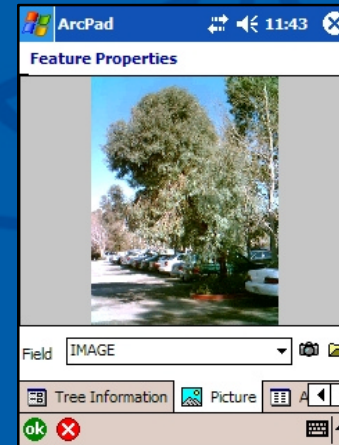 ArcPad 11:43
Feature Properties
Field IMAGE
Tree Information Picture A
ok